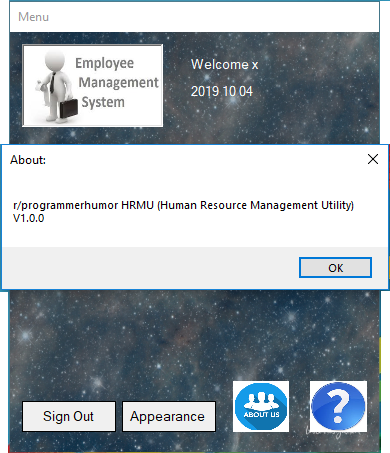 Menu
Employee
Management
System
Welcome x
2019 10 04
About:
r/programmerhumor HRMU (Human Resource Management Utility)
V1.0.0
OK
Sign Out
Appearance
ABOUT US
?